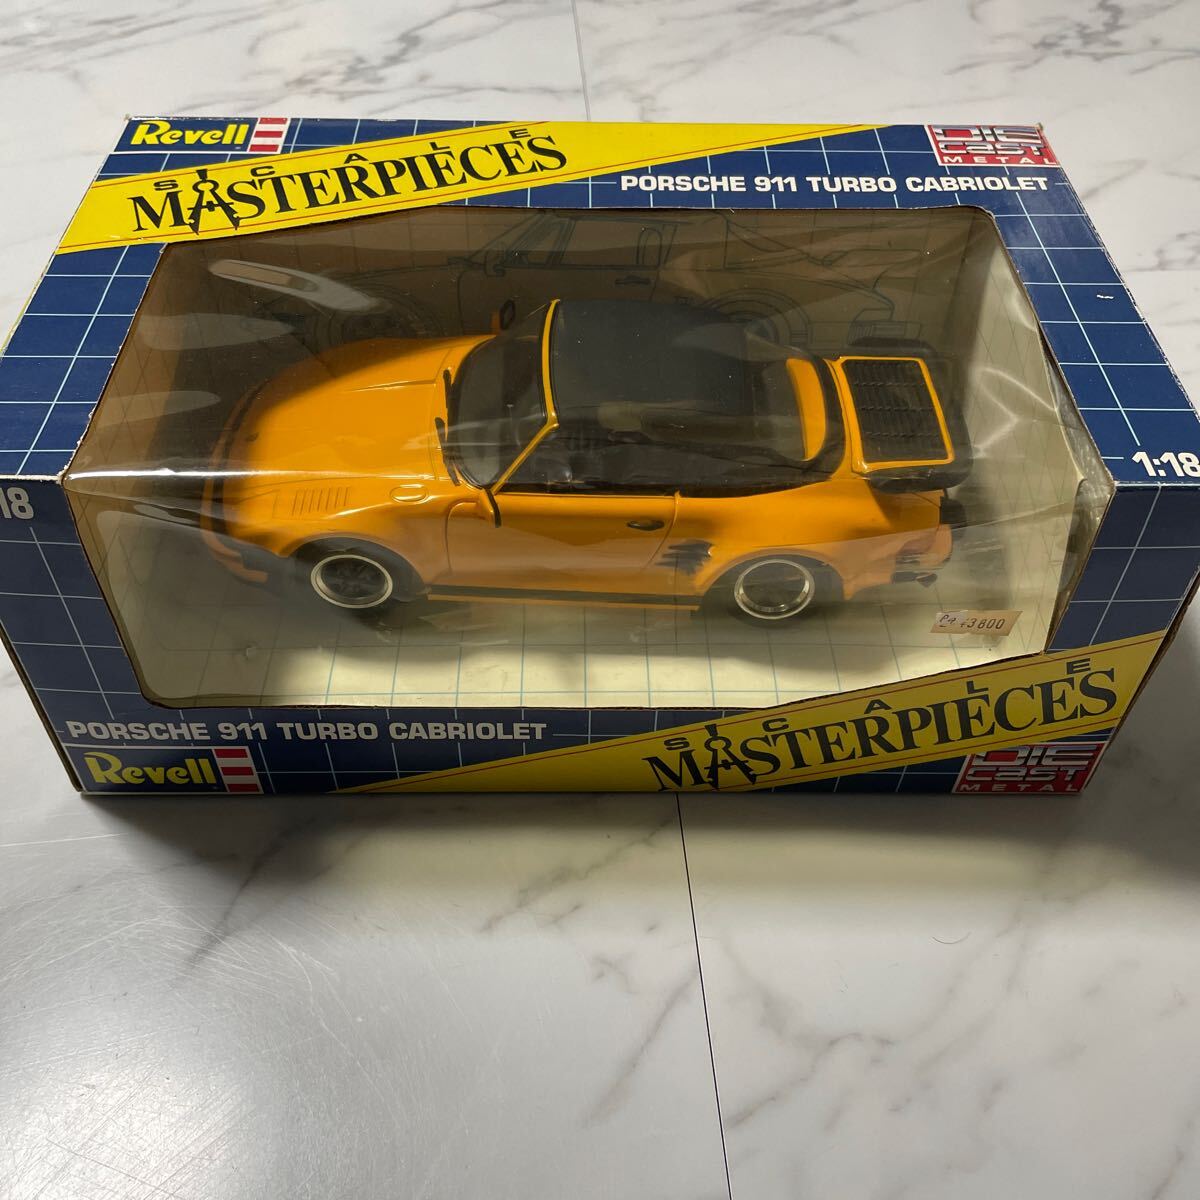 Revell
SCALE
MASTERPIECES
DIE
CAST
METAL
PORSCHE 911 TURBO CABRIOLET
1:18
18
¥3800
PORSCHE 911 TURBO CABRIOLET
Revell
SCALE
MASTERPIECES
DIE
CAST
METAL